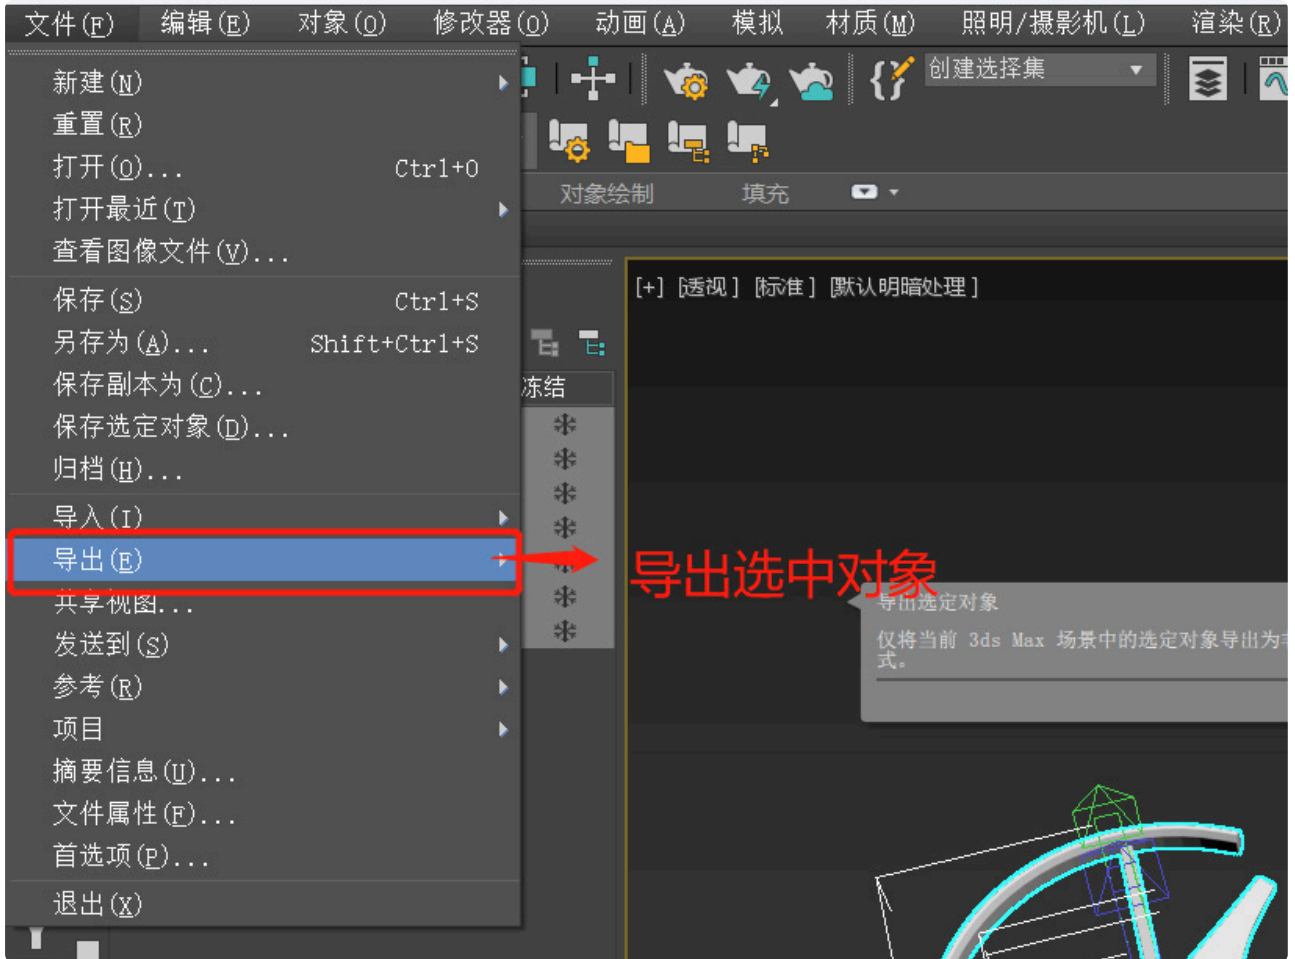 文件(F) 编辑(E) 对象(O) 修改器(O) 动画(A) 模拟 材质(M) 照明/摄影机(L) 渲染(R)
创建选择集
对象绘制 填充
新建(N)
重置(R)
打开(O)... Ctrl+O
打开最近(T)
查看图像文件(V)...
保存(S) Ctrl+S
另存为(A)... Shift+Ctrl+S
保存副本为(C)...
保存选定对象(D)...
归档(H)...
导入(I)
导出(E)
共享视图...
发送到(S)
参考(R)
项目
摘要信息(U)...
文件属性(F)...
首选项(P)...
退出(X)
冻结
[+] [透视] [标准] [默认明暗处理]
导出选中对象
导出选定对象
仅将当前 3ds Max 场景中的选定对象导出为
式。